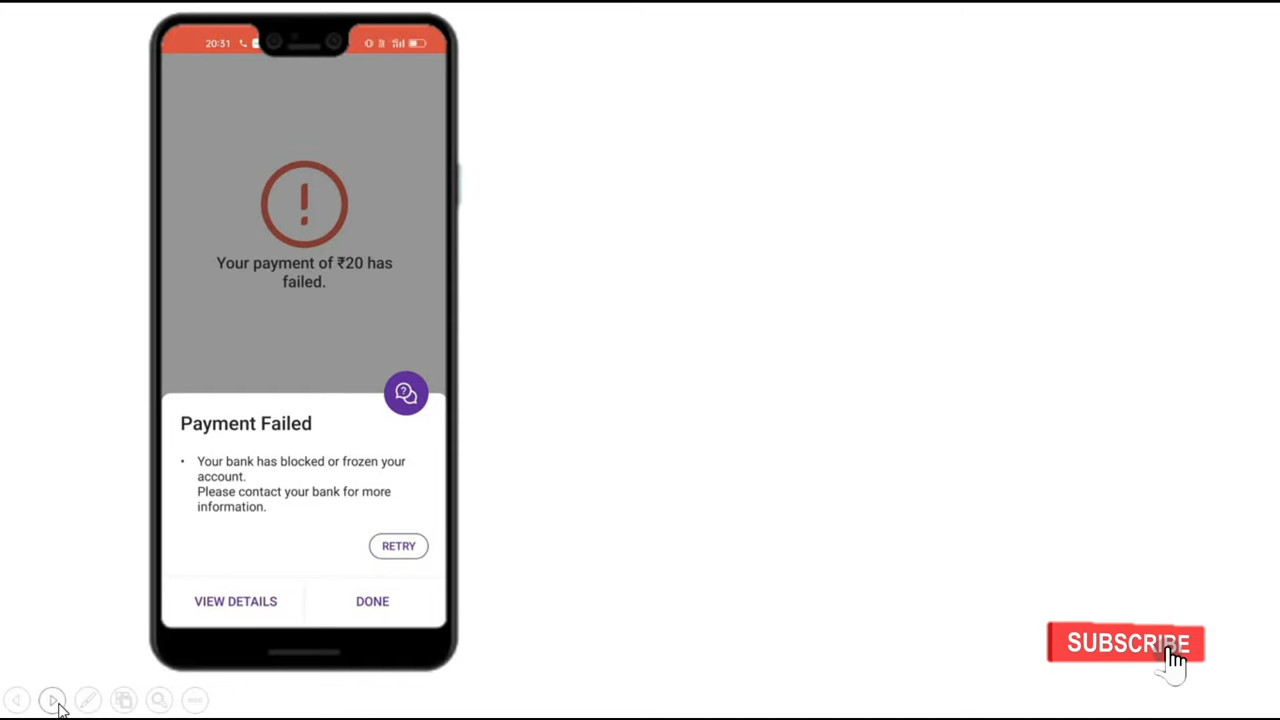 20:31
Your payment of ₹20 has
failed.
Payment Failed
• Your bank has blocked or frozen your
account.
Please contact your bank for more
information.
RETRY
VIEW DETAILS
DONE
SUBSCRIBE